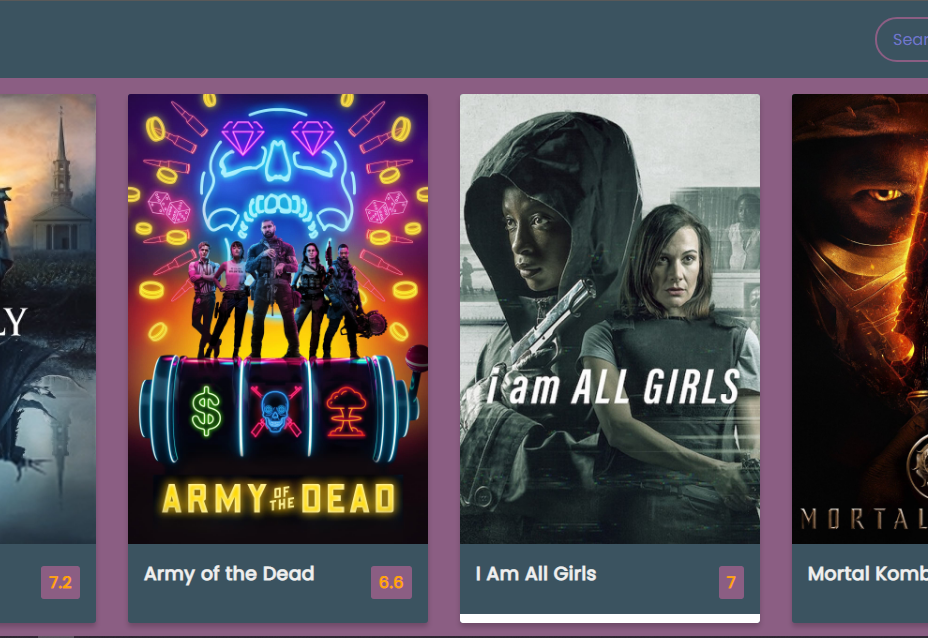 Sear
LY
i am ALL GIRLS
ARMY OF THE DEAD
MORTAL
7.2
Army of the Dead
6.6
I Am All Girls
7
Mortal Komb